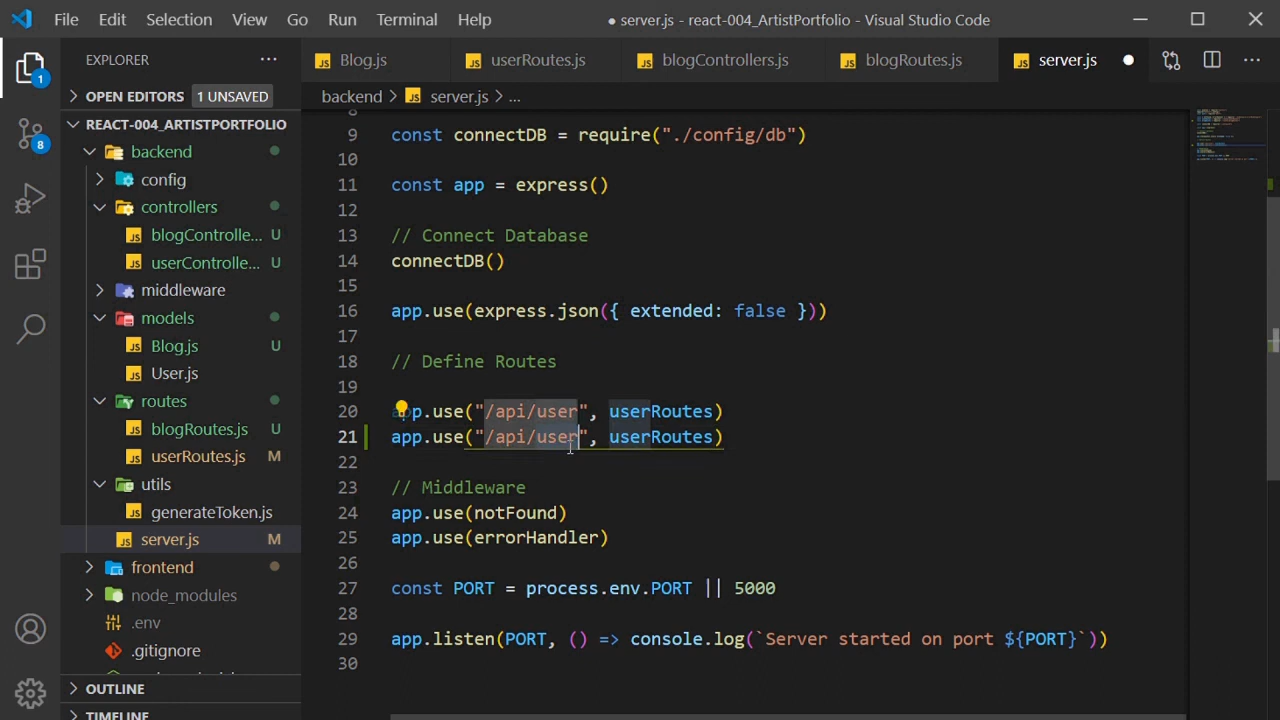 File Edit Selection View Go Run Terminal Help ● server.js - react-004_ArtistPortfolio - Visual Studio Code
EXPLORER
Blog.js userRoutes.js blogControllers.js blogRoutes.js server.js
OPEN EDITORS 1 UNSAVED
backend > server.js > ...
REACT-004_ARTISTPORTFOLIO
backend
config
controllers
blogControlle... U
userControlle... U
middleware
models
Blog.js U
User.js
routes
blogRoutes.js U
userRoutes.js M
utils
generateToken.js
server.js M
frontend
node_modules
.env
.gitignore
OUTLINE
TIMELINE
1
8
8
9 const connectDB = require("./config/db")
10
11 const app = express()
12
13 // Connect Database
14 connectDB()
15
16 app.use(express.json({ extended: false }))
17
18 // Define Routes
19
20 app.use("/api/user", userRoutes)
21 app.use("/api/user", userRoutes)
22
23 // Middleware
24 app.use(notFound)
25 app.use(errorHandler)
26
27 const PORT = process.env.PORT || 5000
28
29 app.listen(PORT, () => console.log(`Server started on port ${PORT}`))
30